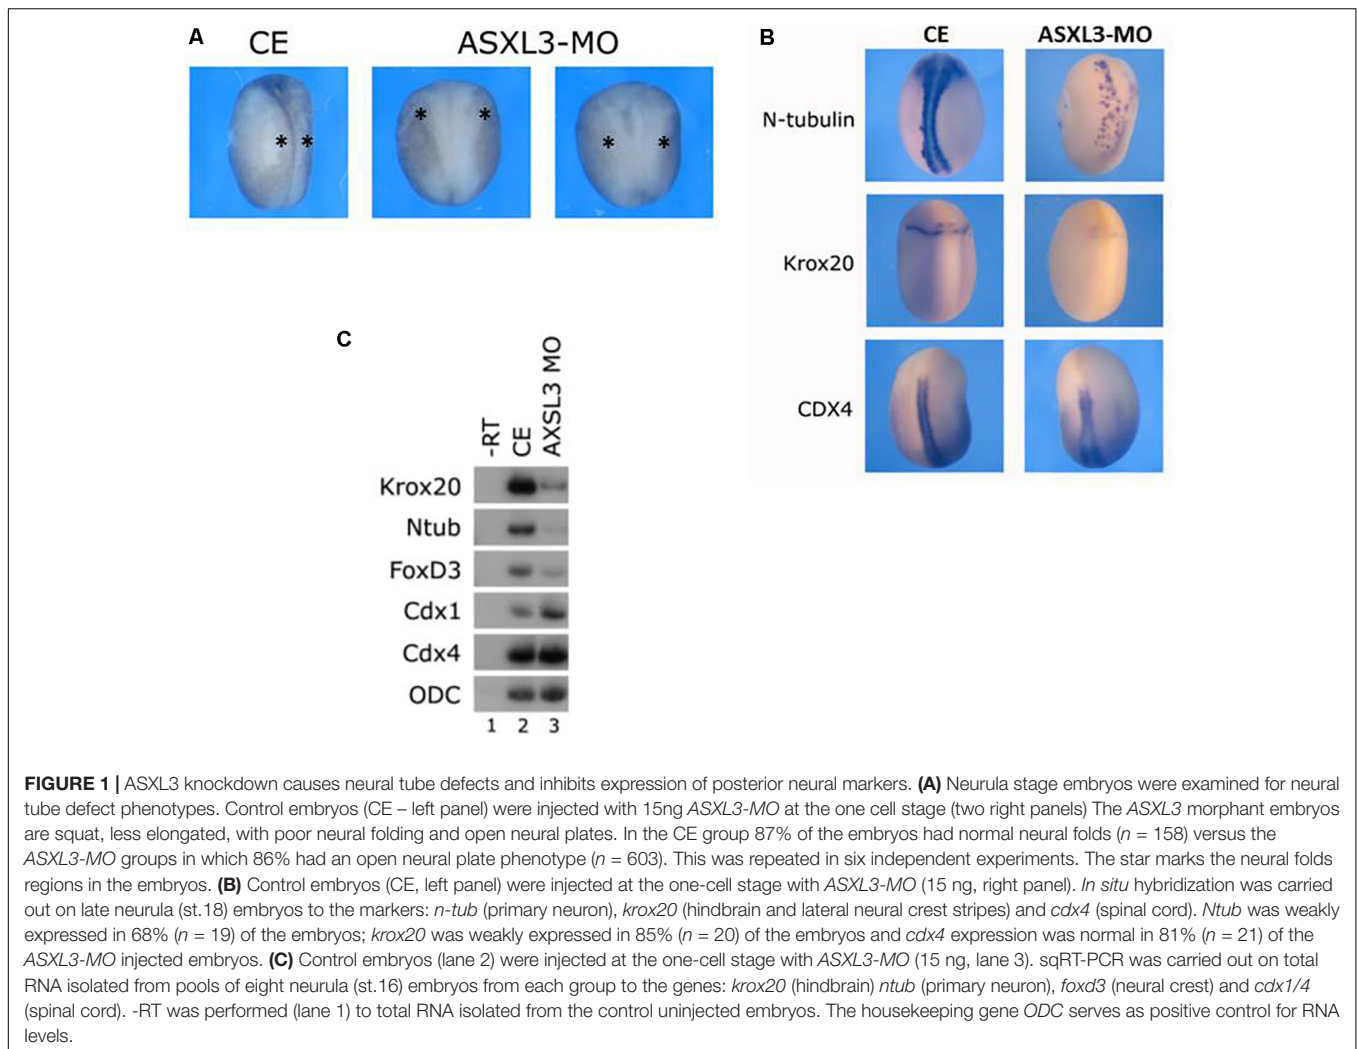 A
CE
ASXL3-MO
* *
* *
* *
B
CE
ASXL3-MO
N-tubulin
Krox20
CDX4
C
-RT
CE
AXSL3 MO
Krox20
Ntub
FoxD3
Cdx1
Cdx4
ODC
1 2 3
FIGURE 1 | ASXL3 knockdown causes neural tube defects and inhibits expression of posterior neural markers. (A) Neurula stage embryos were examined for neural
tube defect phenotypes. Control embryos (CE – left panel) were injected with 15ng ASXL3-MO at the one cell stage (two right panels) The ASXL3 morphant embryos
are squat, less elongated, with poor neural folding and open neural plates. In the CE group 87% of the embryos had normal neural folds (n = 158) versus the
ASXL3-MO groups in which 86% had an open neural plate phenotype (n = 603). This was repeated in six independent experiments. The star marks the neural folds
regions in the embryos. (B) Control embryos (CE, left panel) were injected at the one-cell stage with ASXL3-MO (15 ng, right panel). In situ hybridization was carried
out on late neurula (st.18) embryos to the markers: n-tub (primary neuron), krox20 (hindbrain and lateral neural crest stripes) and cdx4 (spinal cord). Ntub was weakly
expressed in 68% (n = 19) of the embryos; krox20 was weakly expressed in 85% (n = 20) of the embryos and cdx4 expression was normal in 81% (n = 21) of the
ASXL3-MO injected embryos. (C) Control embryos (lane 2) were injected at the one-cell stage with ASXL3-MO (15 ng, lane 3). sqRT-PCR was carried out on total
RNA isolated from pools of eight neurula (st.16) embryos from each group to the genes: krox20 (hindbrain) ntub (primary neuron), foxd3 (neural crest) and cdx1/4
(spinal cord). -RT was performed (lane 1) to total RNA isolated from the control uninjected embryos. The housekeeping gene ODC serves as positive control for RNA
levels.